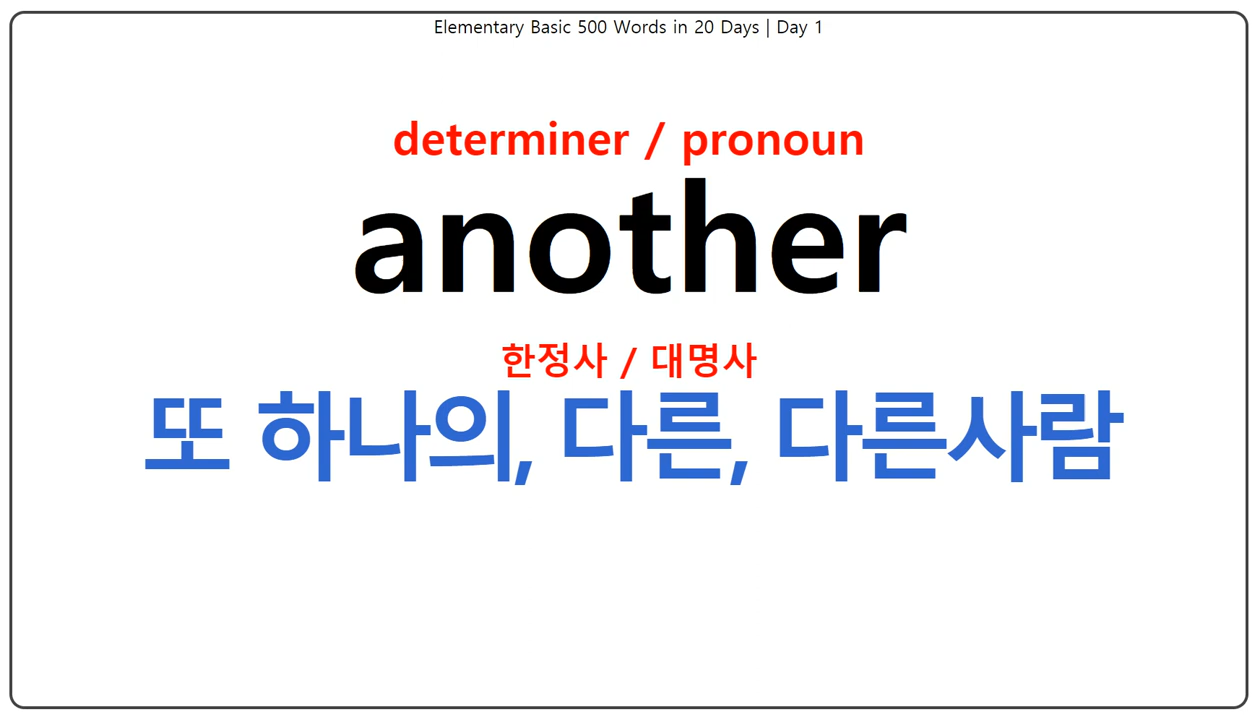 Elementary Basic 500 Words in 20 Days | Day 1
determiner / pronoun
another
한정사 / 대명사
또 하나의, 다른, 다른사람